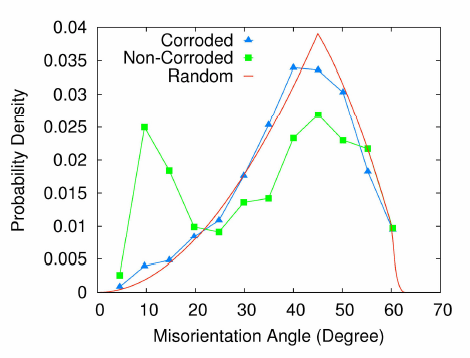 0.04
0.035
0.03
0.025
0.02
0.015
0.01
0.005
0
Corroded
Non-Corroded
Random
Probability Density
0 10 20 30 40 50 60 70
Misorientation Angle (Degree)